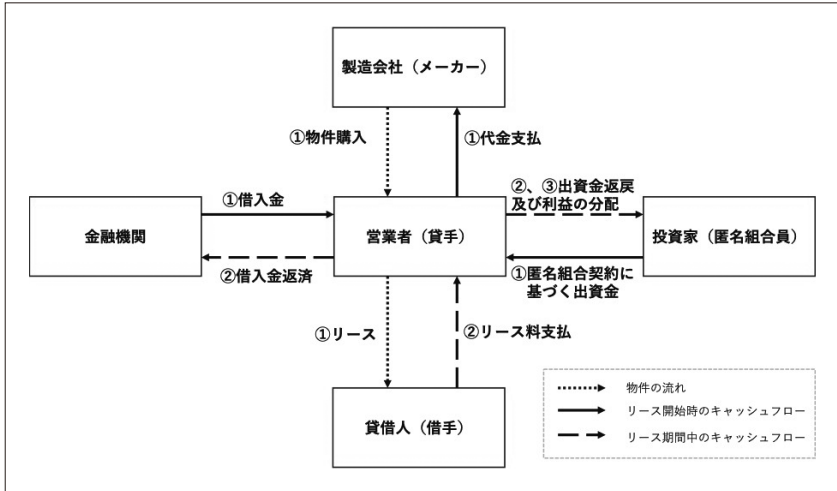 製造会社（メーカー）
①物件購入
①代金支払
②、③出資金返戻
及び利益の分配
①借入金
金融機関
営業者（貸手）
投資家（匿名組合員）
②借入金返済
①匿名組合契約に
基づく出資金
①リース
②リース料支払
賃借人（借手）
物件の流れ
リース開始時のキャッシュフロー
リース期間中のキャッシュフロー